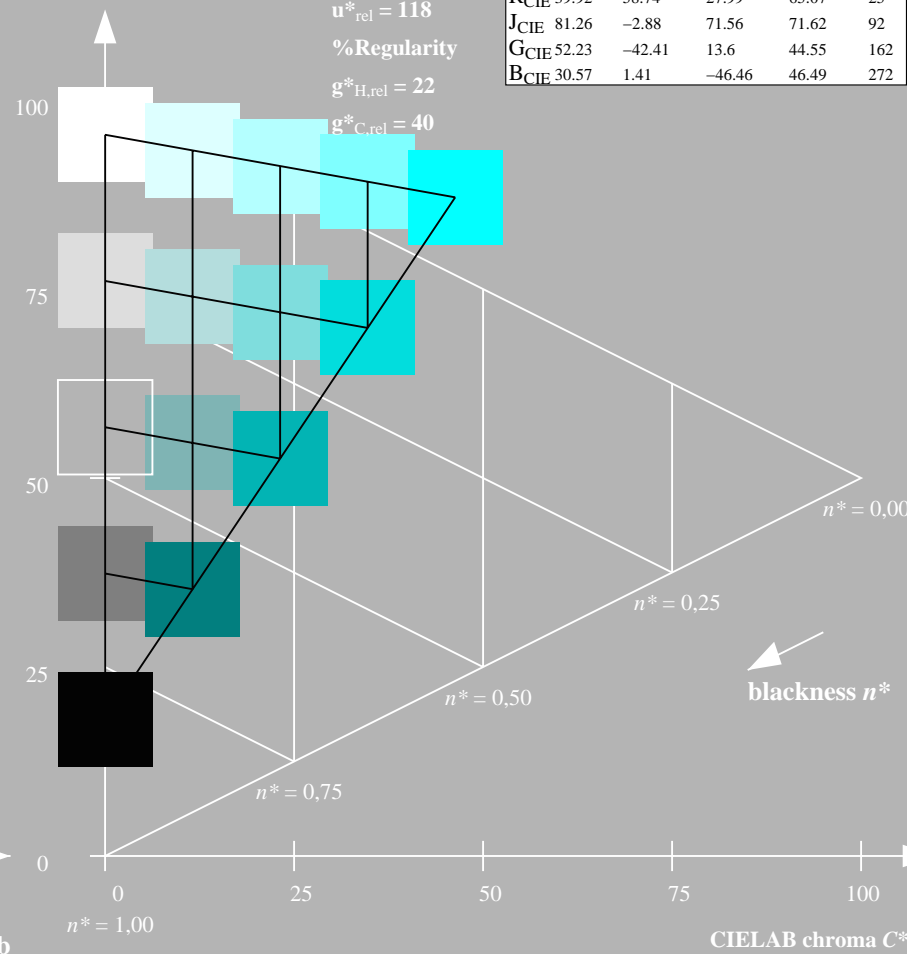 u*rel = 118
%Regularity
g*H,rel = 22
g*C,rel = 40
JCIE 81.26 −2.88 71.56 71.62 92
GCIE 52.23 −42.41 13.6 44.55 162
BCIE 30.57 1.41 −46.46 46.49 272
100
75
50
25
0
n* = 0,00
n* = 0,25
blackness n*
n* = 0,50
n* = 0,75
0 25 50 75 100
n* = 1,00
b CIELAB chroma C*